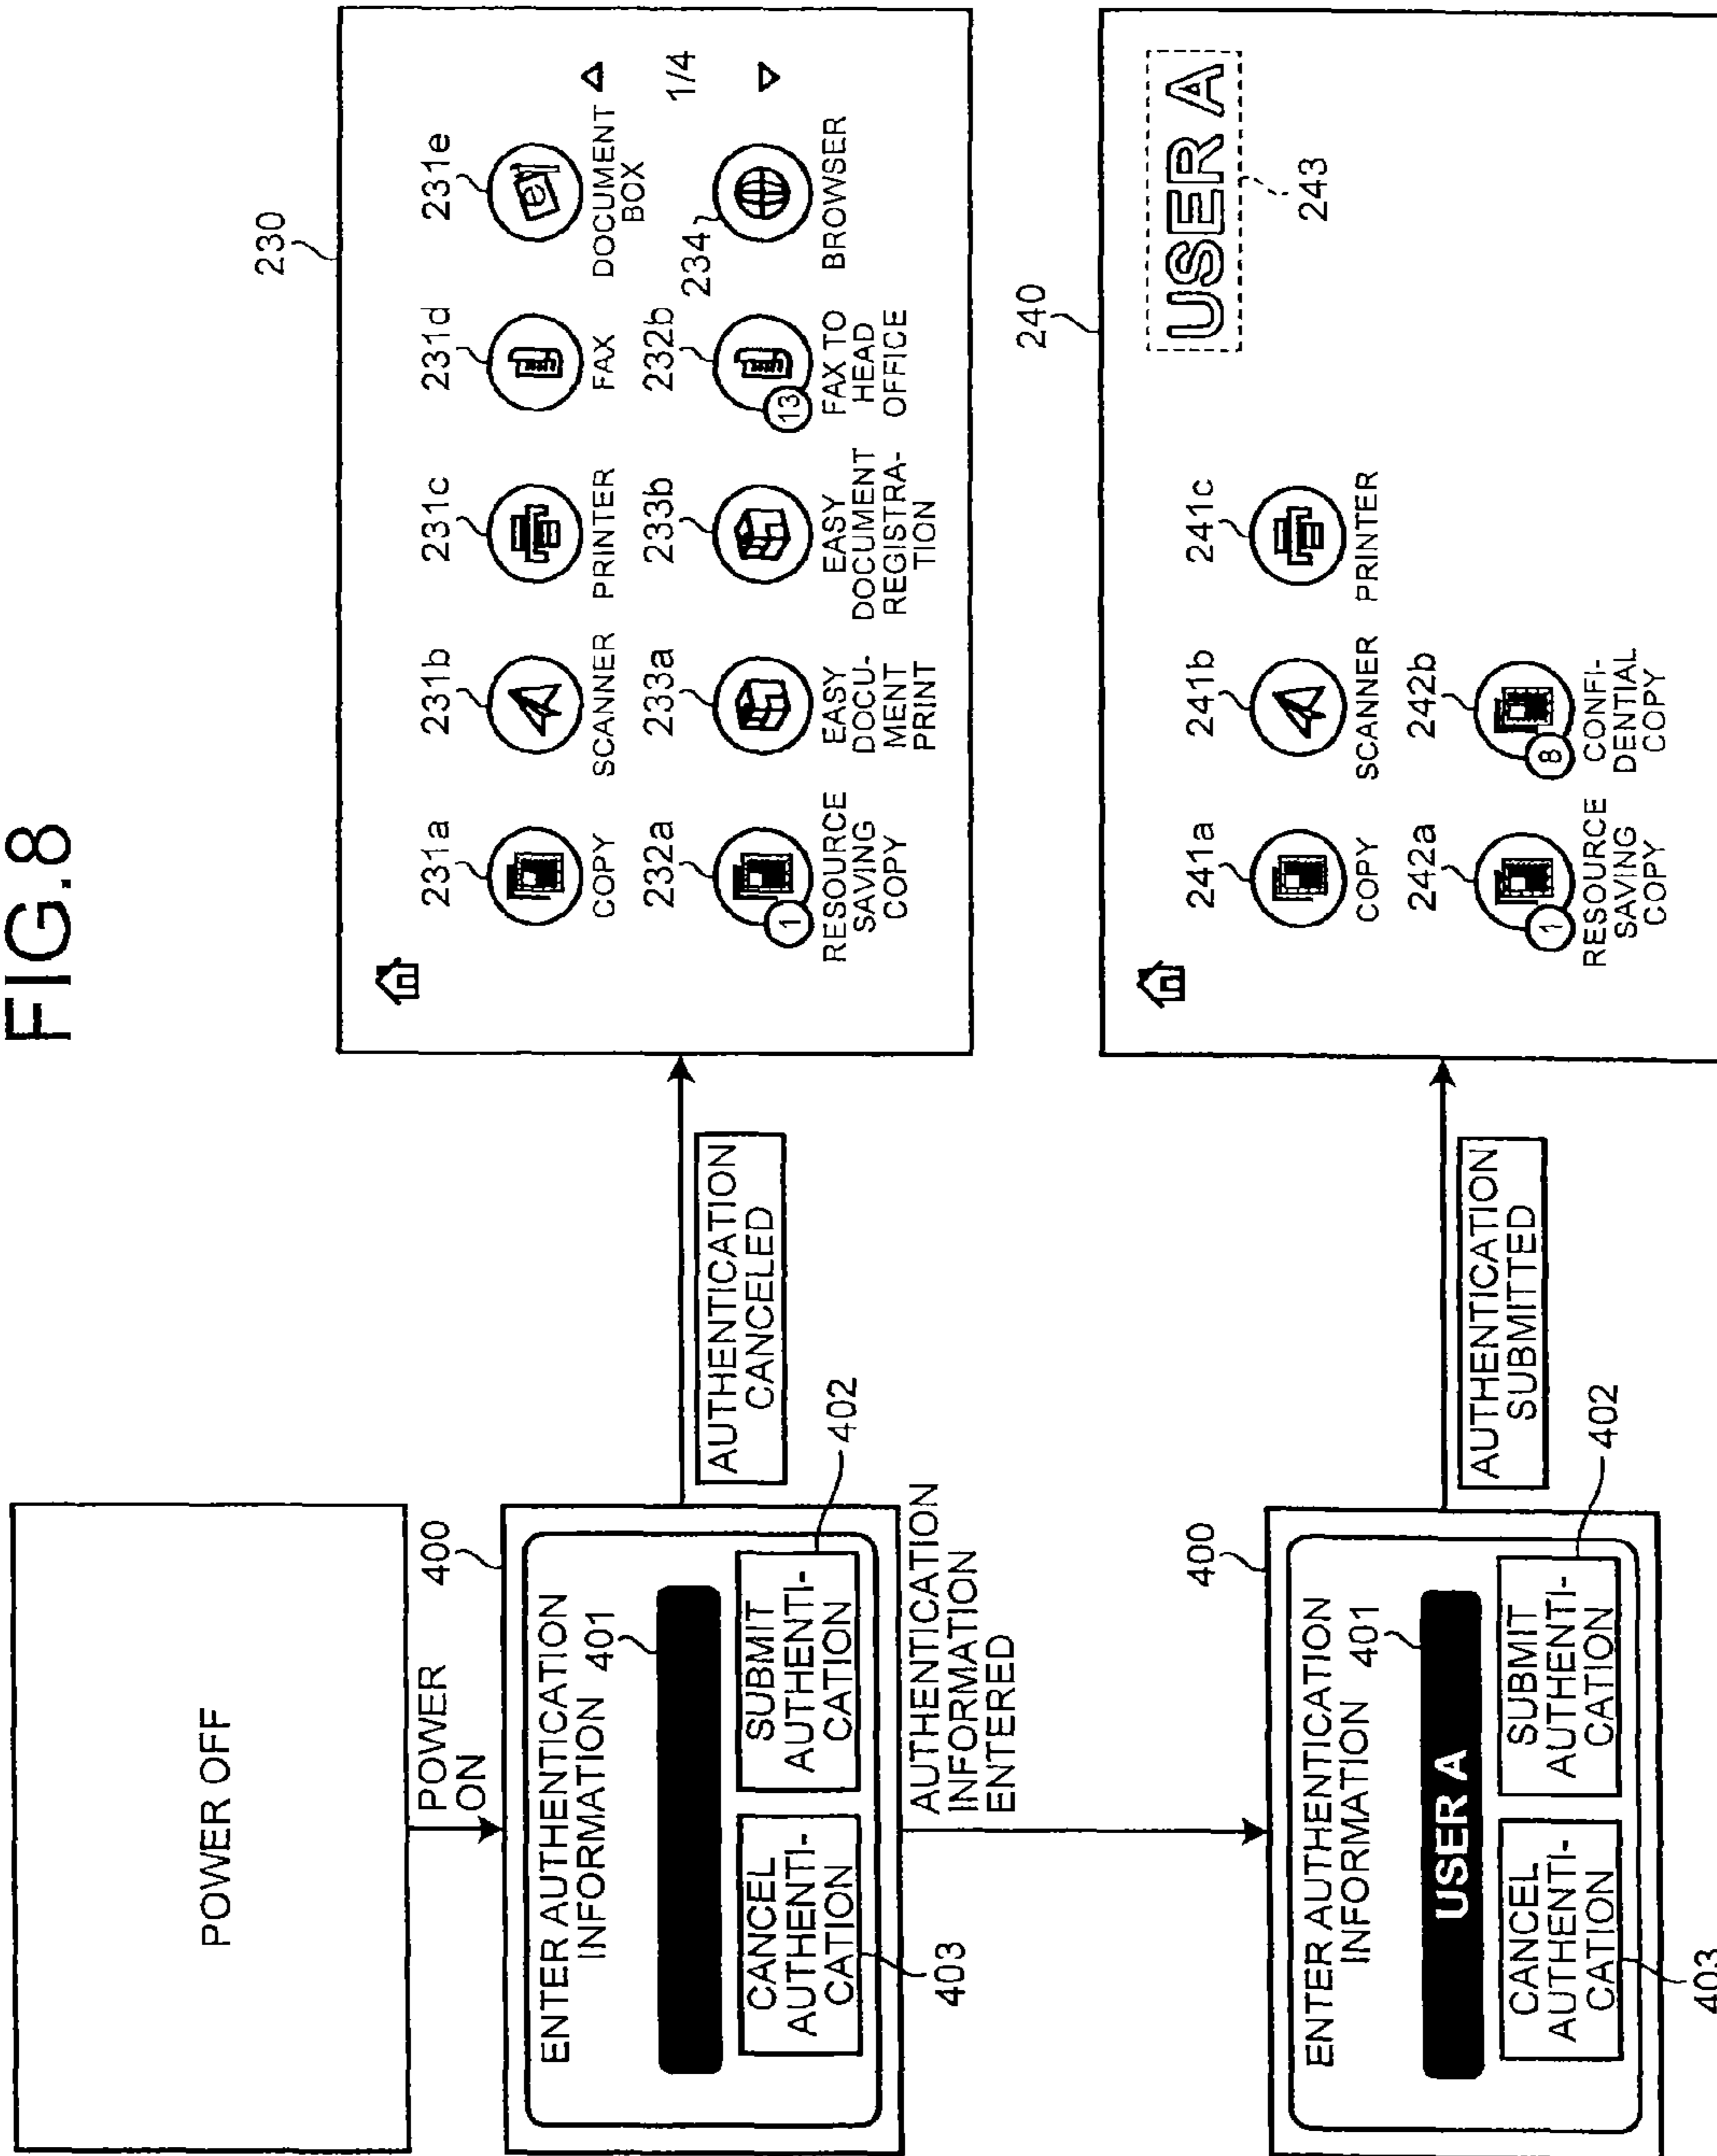 FIG.8
POWER OFF
POWER
ON
400
ENTER AUTHENTICATION
INFORMATION
401
CANCEL
AUTHENTI-
CATION
SUBMIT
AUTHENTI-
CATION
403
402
AUTHENTICATION
CANCELED
230
231a
231b
231c
231d
231e
COPY
SCANNER
PRINTER
FAX
DOCUMENT
BOX
1/4
232a
233a
233b
232b
234
1
13
RESOURCE
SAVING
COPY
EASY
DOCU-
MENT
PRINT
EASY
DOCUMENT
REGISTRA-
TION
FAX TO
HEAD
OFFICE
BROWSER
AUTHENTICATION
INFORMATION
ENTERED
400
ENTER AUTHENTICATION
INFORMATION
401
USER A
CANCEL
AUTHENTI-
CATION
SUBMIT
AUTHENTI-
CATION
403
402
AUTHENTICATION
SUBMITTED
240
USER A
243
241a
241b
241c
COPY
SCANNER
PRINTER
242a
242b
1
8
RESOURCE
SAVING
COPY
CONFI-
DENTIAL
COPY